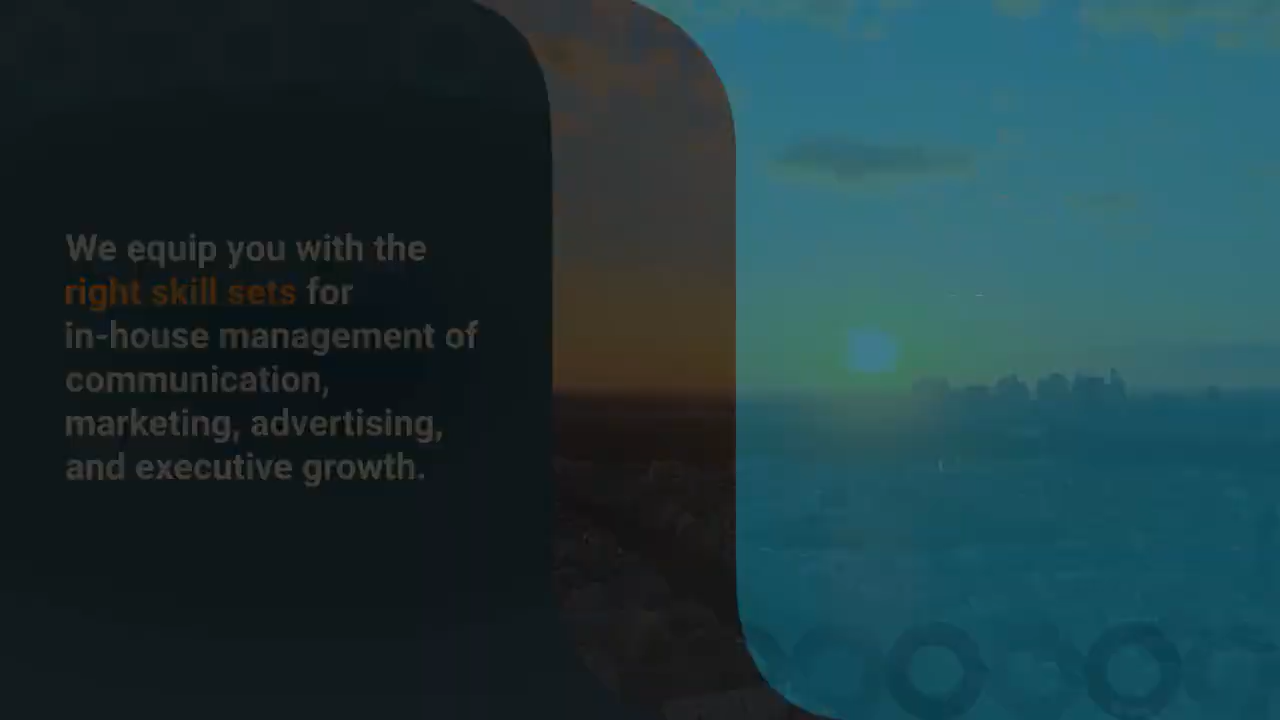 We equip you with the
right skill sets for
in-house management of
communication,
marketing, advertising,
and executive growth.